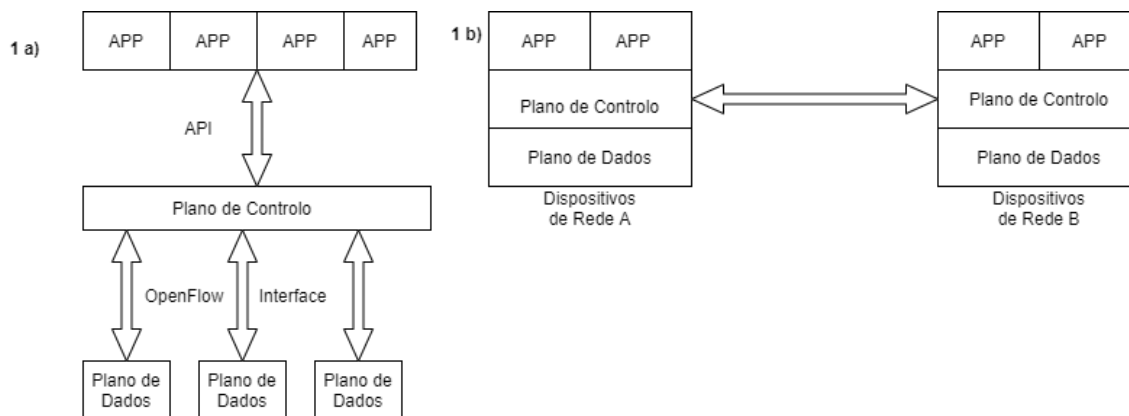 1 a)
APP APP APP APP
API
Plano de Controlo
OpenFlow Interface
Plano de Dados
Plano de Dados
Plano de Dados
1 b)
APP APP
Plano de Controlo
Plano de Dados
Dispositivos
de Rede A
APP APP
Plano de Controlo
Plano de Dados
Dispositivos
de Rede B